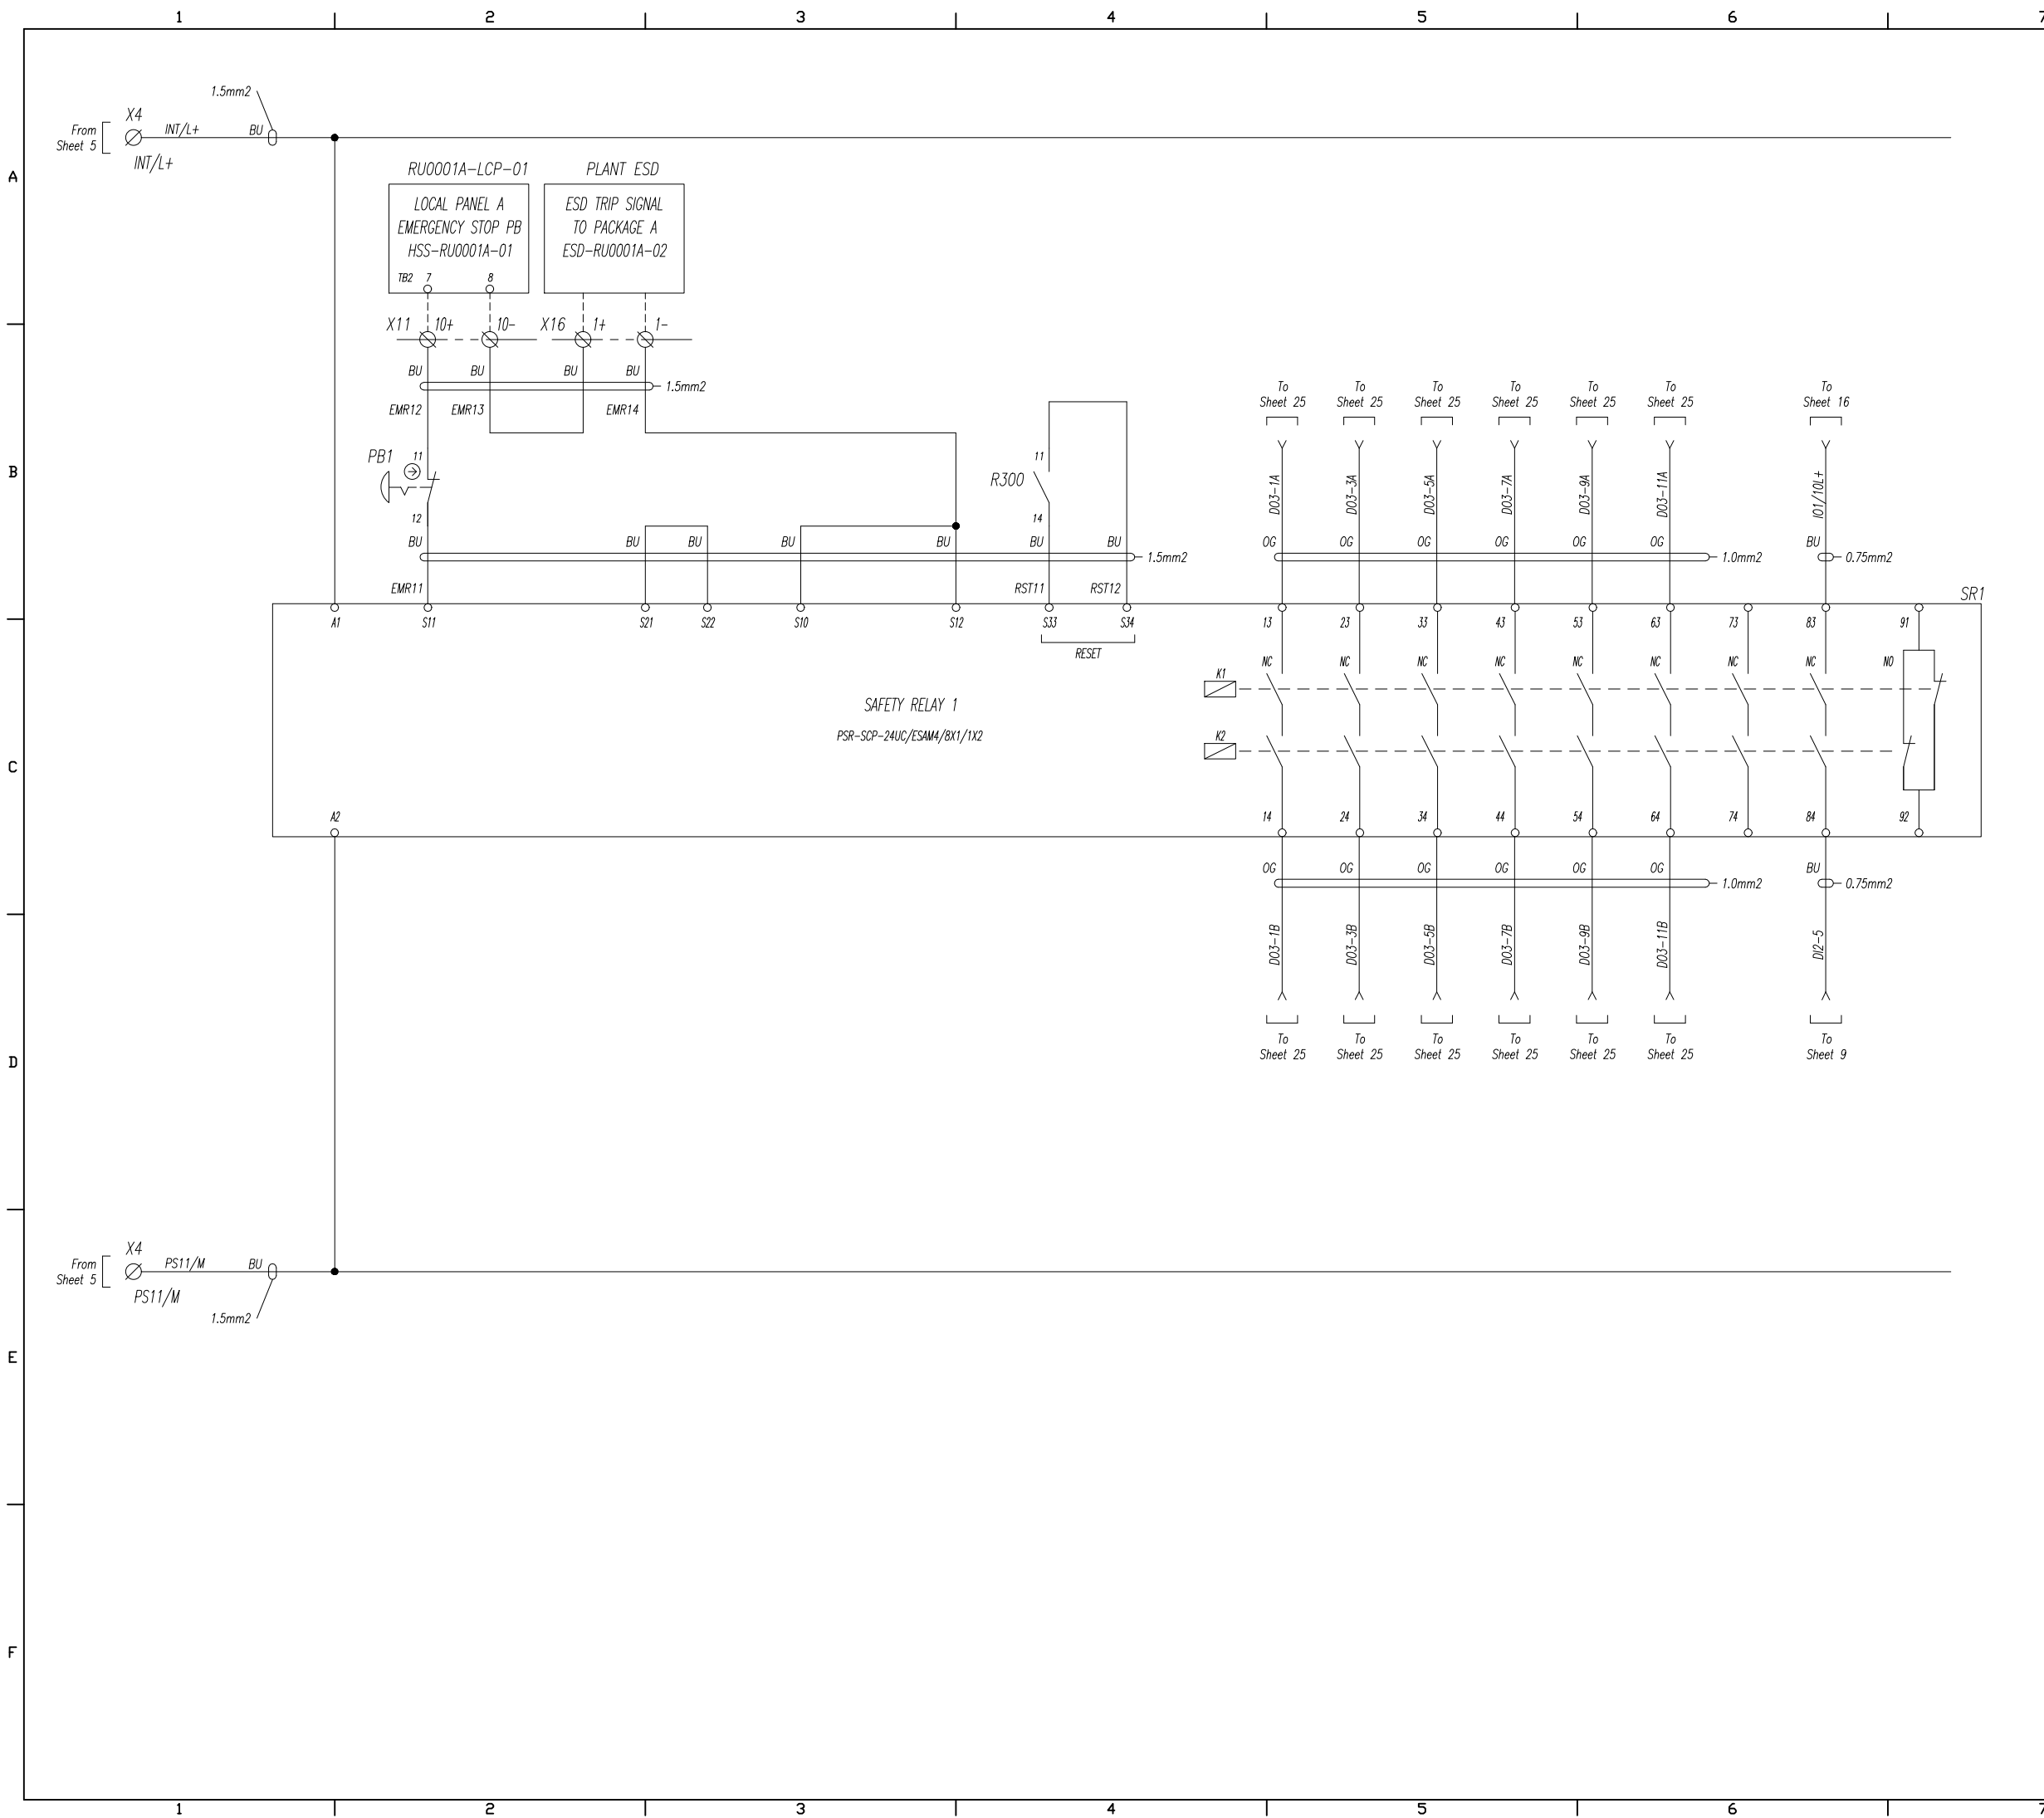 1 2 3 4 5 6 7
1.5mm2
X4
From
Sheet 5
INT/L+ BU
INT/L+
A
RU0001A-LCP-01 PLANT ESD
LOCAL PANEL A
EMERGENCY STOP PB
HSS-RU0001A-01
TB2 7 8
ESD TRIP SIGNAL
TO PACKAGE A
ESD-RU0001A-02
X11 10+ 10- X16 1+ 1-
BU BU BU BU
1.5mm2
EMR12 EMR13 EMR14
To
Sheet 25
To
Sheet 25
To
Sheet 25
To
Sheet 25
To
Sheet 25
To
Sheet 25
To
Sheet 16
B
PB1 11
12
R300 11
14
DO3-1A DO3-3A DO3-5A DO3-7A DO3-9A DO3-11A IO1/10L+
BU BU BU BU BU BU BU
1.5mm2
OG OG OG OG OG OG
1.0mm2
BU
0.75mm2
EMR11 RST11 RST12
SR1
A1 S11 S21 S22 S10 S12 S33 S34
RESET
13 23 33 43 53 63 73 83 91
NC NC NC NC NC NC NC NC NO
K1
SAFETY RELAY 1
PSR-SCP-24UC/ESAM4/8X1/1X2
K2
C
A2
14 24 34 44 54 64 74 84 92
OG OG OG OG OG OG
1.0mm2
BU
0.75mm2
DO3-1B DO3-3B DO3-5B DO3-7B DO3-9B DO3-11B DI2-5
To
Sheet 25
To
Sheet 25
To
Sheet 25
To
Sheet 25
To
Sheet 25
To
Sheet 25
To
Sheet 9
D
X4
From
Sheet 5
PS11/M BU
PS11/M
1.5mm2
E
F
1 2 3 4 5 6 7